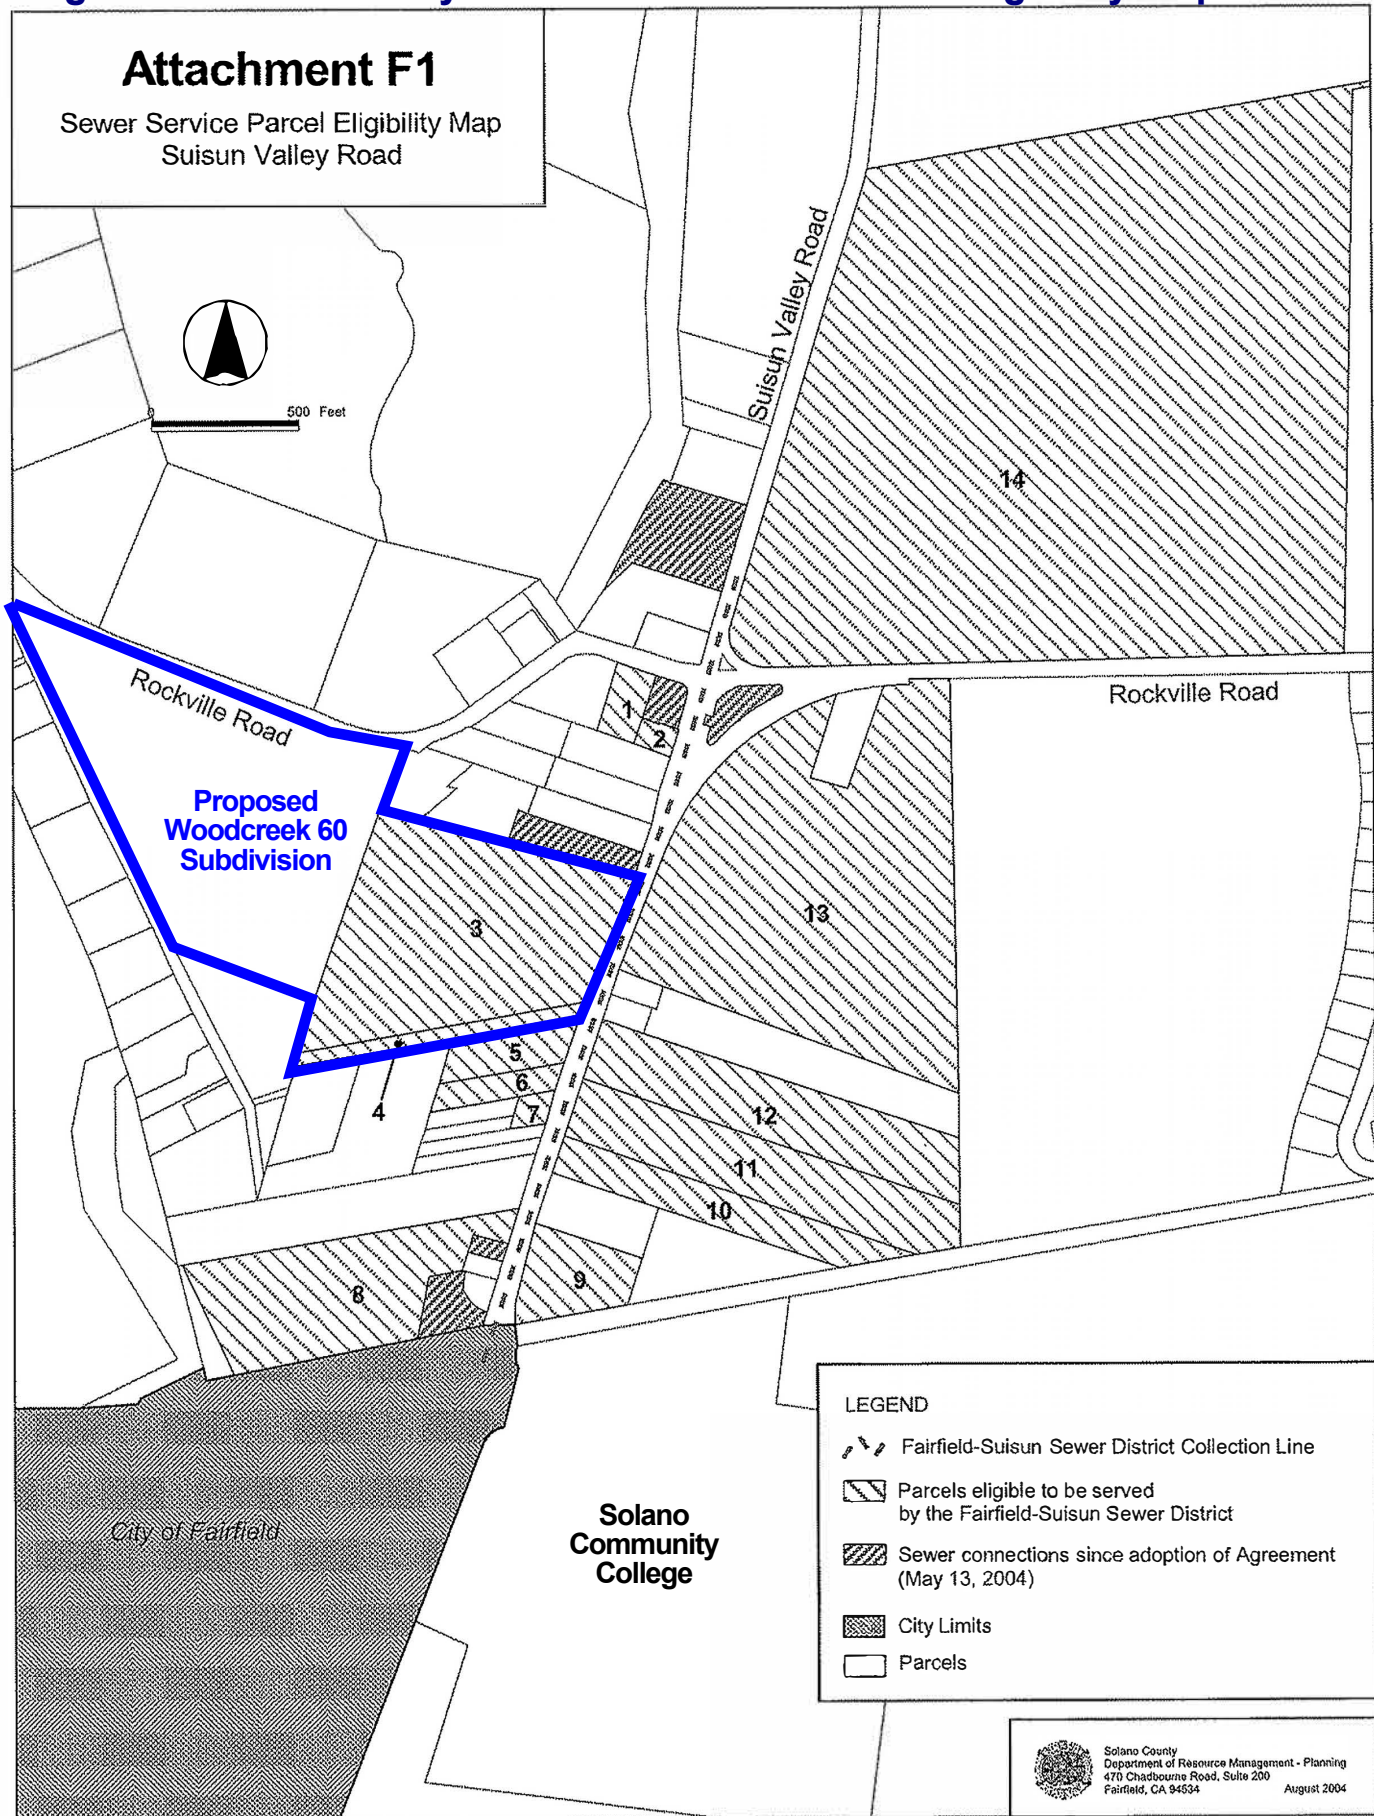 Attachment F1
Sewer Service Parcel Eligibility Map
Suisun Valley Road
0
500 Feet
Suisun Valley Road
14
Rockville Road
Rockville Road
1
2
Proposed
Woodcreek 60
Subdivision
3
13
4
5
6
7
12
11
10
9
8
City of Fairfield
Solano
Community
College
LEGEND
Fairfield-Suisun Sewer District Collection Line
Parcels eligible to be served
by the Fairfield-Suisun Sewer District
Sewer connections since adoption of Agreement
(May 13, 2004)
City Limits
Parcels
Solano County
Department of Resource Management - Planning
470 Chadbourne Road, Suite 200
Fairfield, CA 94534
August 2004